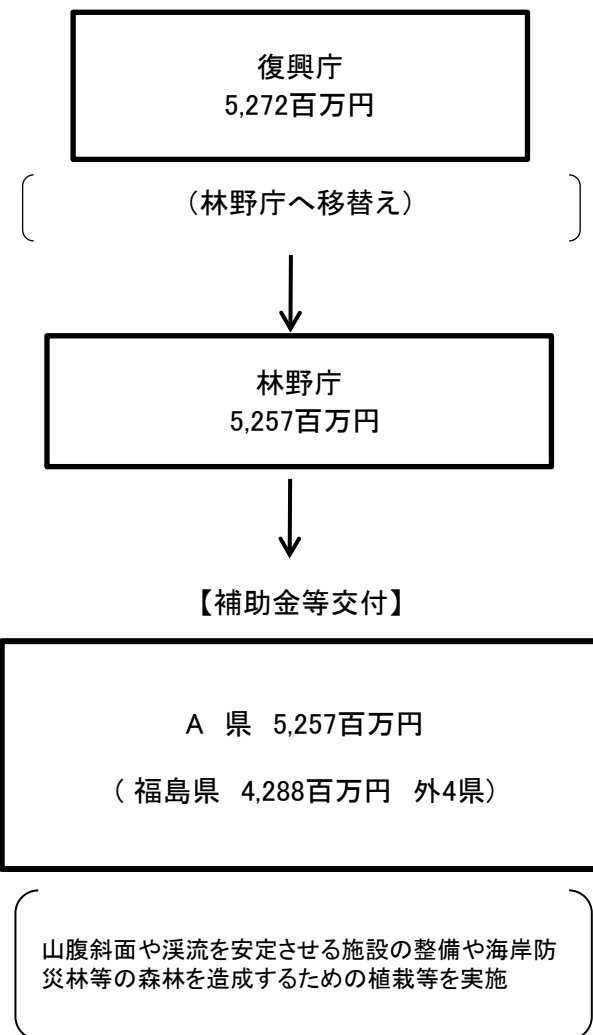 復興庁
5,272百万円
（林野庁へ移替え）
林野庁
5,257百万円
【補助金等交付】
A　県　5,257百万円
（ 福島県　4,288百万円　外4県）
山腹斜面や渓流を安定させる施設の整備や海岸防
災林等の森林を造成するための植栽等を実施